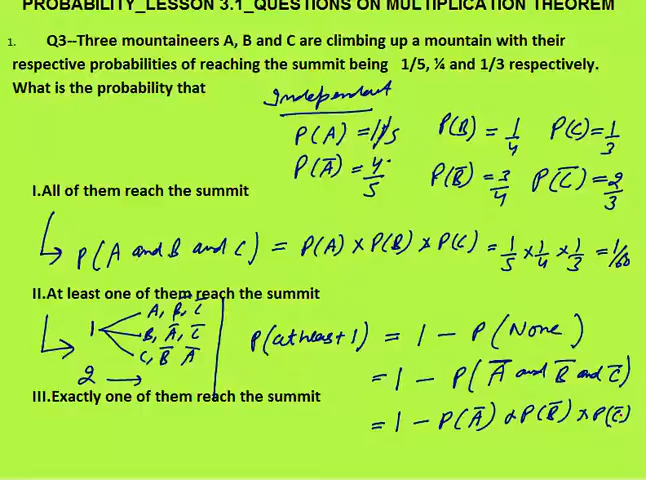 PROBABILITY_LESSON 3.1_QUESTIONS ON MULTIPLICATION THEOREM
1. Q3--Three mountaineers A, B and C are climbing up a mountain with their
respective probabilities of reaching the summit being 1/5, ¼ and 1/3 respectively.
What is the probability that
Independent
P(A) = 1/5 P(B) = 1/4 P(C) = 1/3
P(A̅) = 4/5 P(B̅) = 3/4 P(C̅) = 2/3
I.All of them reach the summit
↳ P(A and B and C) = P(A) × P(B) × P(C) = 1/5 × 1/4 × 1/3 = 1/60
II.At least one of them reach the summit
1 A, B̅, C̅
B, A̅, C̅
C, B̅ A̅
2 →
P(at least 1) = 1 - P(None)
= 1 - P(A̅ and B̅ and C̅)
= 1 - P(A̅) × P(B̅) × P(C̅)
III.Exactly one of them reach the summit